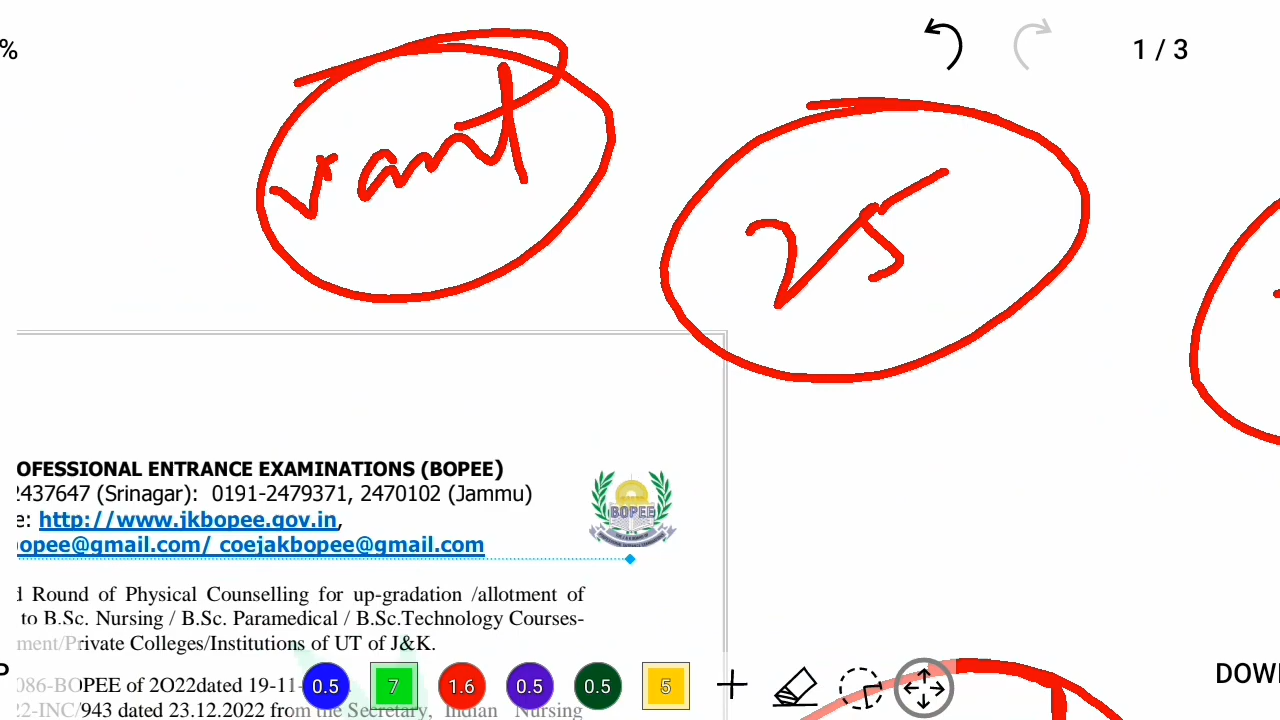 %
1 / 3
vant
25
OFESSIONAL ENTRANCE EXAMINATIONS (BOPEE)
2437647 (Srinagar): 0191-2479371, 2470102 (Jammu)
e: http://www.jkbopee.gov.in,
opee@gmail.com/ coejakbopee@gmail.com
BOPEE
d Round of Physical Counselling for up-gradation /allotment of
to B.Sc. Nursing / B.Sc. Paramedical / B.Sc.Technology Courses-
ment/Private Colleges/Institutions of UT of J&K.
086-BOPEE of 2O22dated 19-11-
22-INC/943 dated 23.12.2022 from the Secretary, Indian Nursing
P
0.5 7 1.6 0.5 0.5 5
DOWN